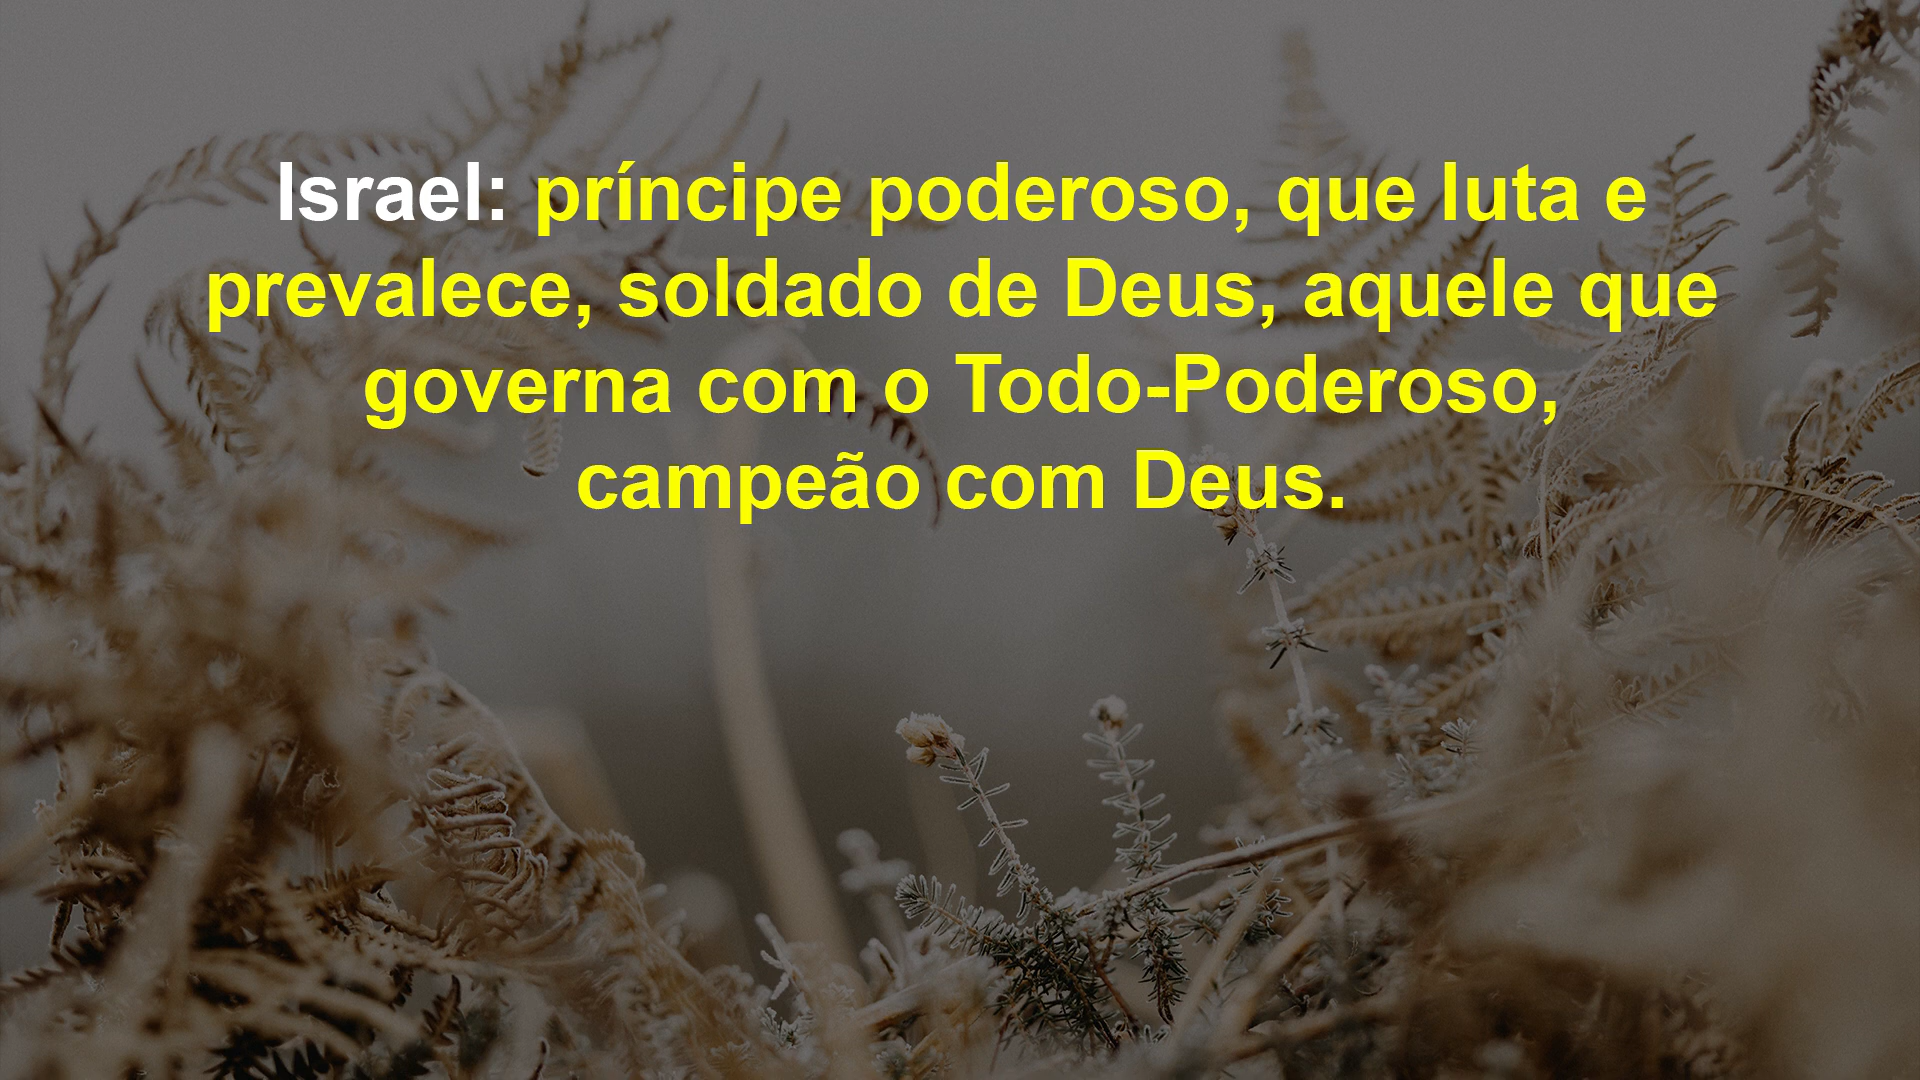 Israel: príncipe poderoso, que luta e
prevalece, soldado de Deus, aquele que
governa com o Todo-Poderoso,
campeão com Deus.